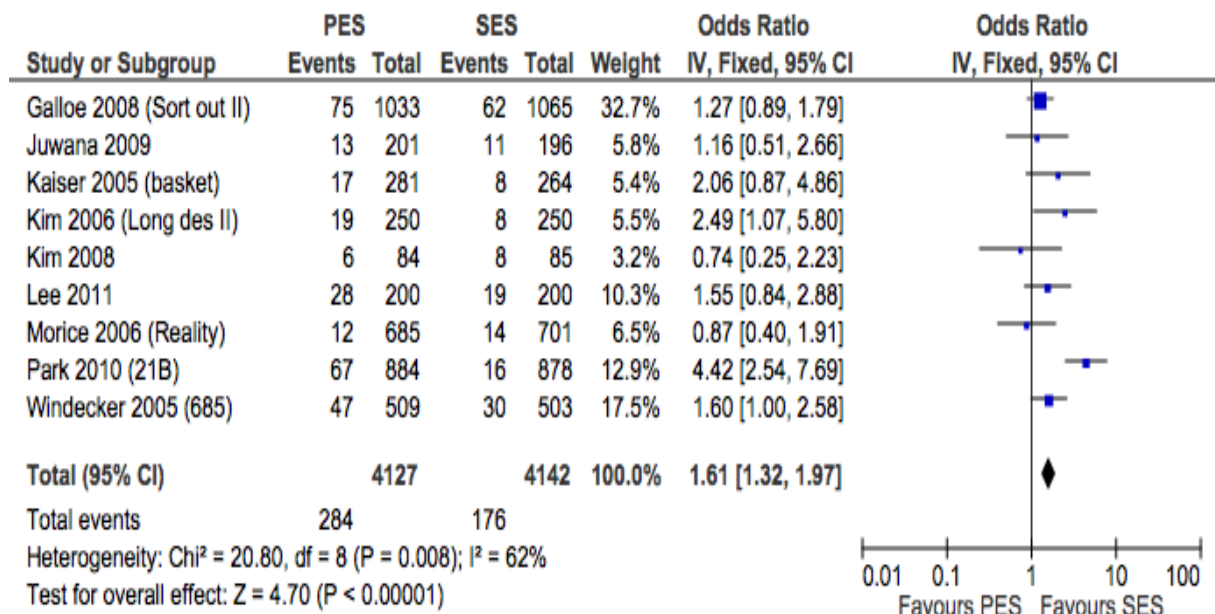 PES SES Odds Ratio Odds Ratio
Study or Subgroup Events Total Events Total Weight IV, Fixed, 95% CI IV, Fixed, 95% CI
Galloe 2008 (Sort out II) 75 1033 62 1065 32.7% 1.27 [0.89, 1.79]
Juwana 2009 13 201 11 196 5.8% 1.16 [0.51, 2.66]
Kaiser 2005 (basket) 17 281 8 264 5.4% 2.06 [0.87, 4.86]
Kim 2006 (Long des II) 19 250 8 250 5.5% 2.49 [1.07, 5.80]
Kim 2008 6 84 8 85 3.2% 0.74 [0.25, 2.23]
Lee 2011 28 200 19 200 10.3% 1.55 [0.84, 2.88]
Morice 2006 (Reality) 12 685 14 701 6.5% 0.87 [0.40, 1.91]
Park 2010 (21B) 67 884 16 878 12.9% 4.42 [2.54, 7.69]
Windecker 2005 (685) 47 509 30 503 17.5% 1.60 [1.00, 2.58]
Total (95% CI) 4127 4142 100.0% 1.61 [1.32, 1.97]
Total events 284 176
Heterogeneity: Chi² = 20.80, df = 8 (P = 0.008); I² = 62%
Test for overall effect: Z = 4.70 (P < 0.00001)
0.01 0.1 1 10 100
Favours PES Favours SES